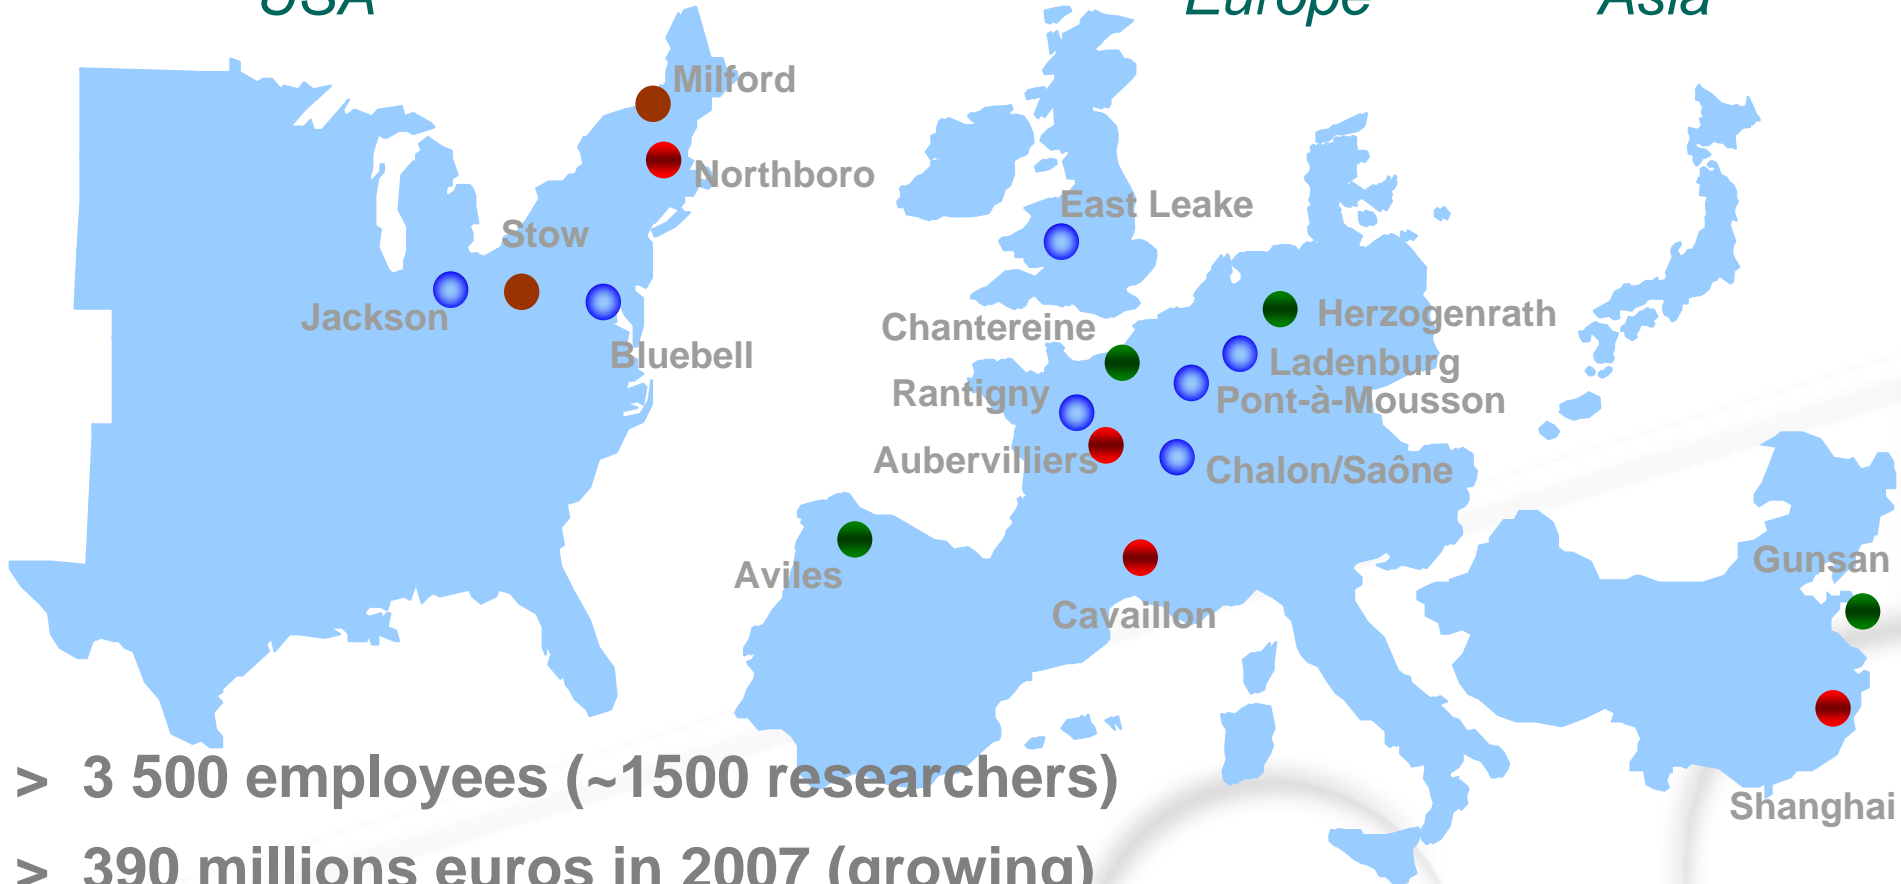 USA
Europe
Asia
Milford
Northboro
Stow
East Leake
Jackson
Bluebell
Chantereine
Herzogenrath
Ladenburg
Rantigny
Pont-à-Mousson
Aubervilliers
Chalon/Saône
Aviles
Cavaillon
Gunsan
Shanghai
> 3 500 employees (~1500 researchers)
> 390 millions euros in 2007 (growing)